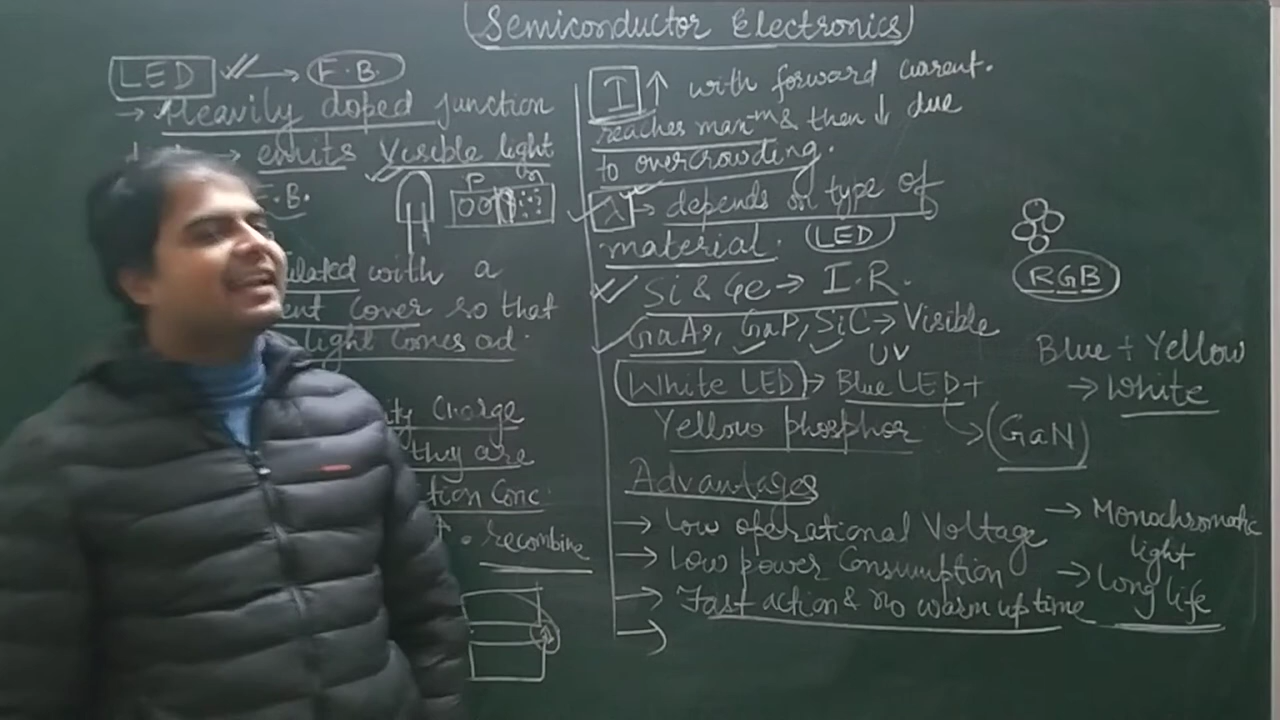 Semiconductor Electronics
LED → F.B.
→ Heavily doped junction
→ emits Visible light
F.B.
P n
ulated with a
ent cover so that
light comes od.
ity charge
they are
tion Conc.
↑. recombine
I ↑ with forward current.
reaches maxᵐ & then ↓ due
to overcrowding.
λ → depends on type of
material. (LED)
Si & Ge → I.R.
GaAs, GaP, SiC → Visible
UV
White LED → Blue LED +
Yellow phosphor → (GaN)
RGB
Blue + Yellow
→ White
Advantages
→ Low operational Voltage
→ Low power Consumption
→ Fast action & no warm up time
→
→ Monochromatic
light
→ Long life